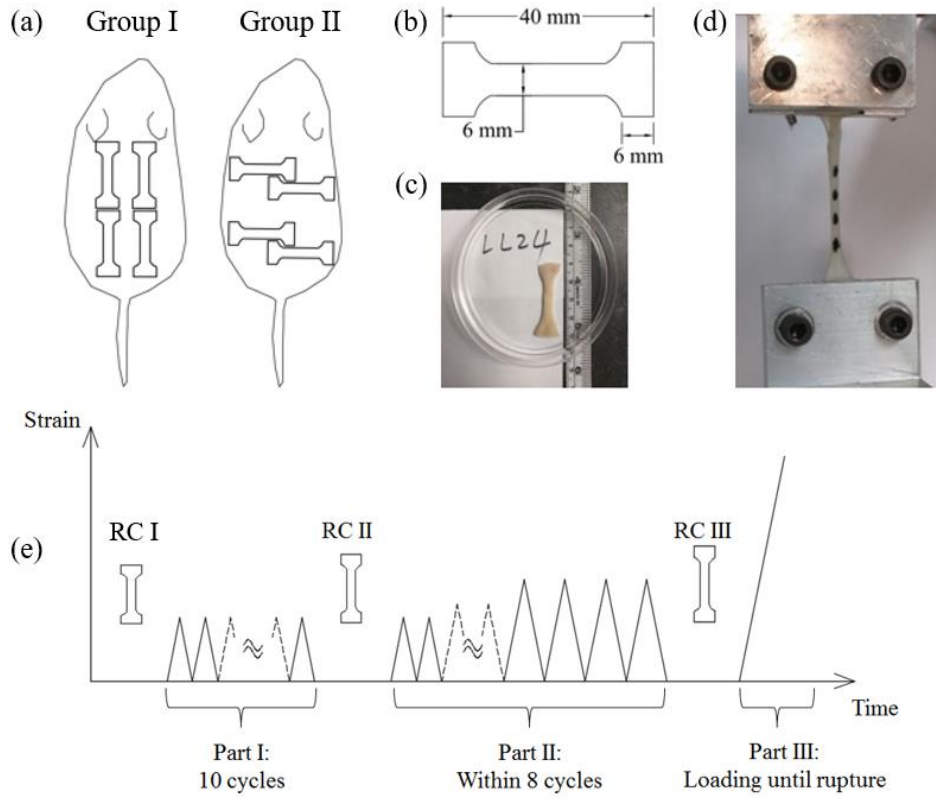 (a)
Group I
Group II
(b)
40 mm
6 mm
6 mm
(c)
LL24
(d)
(e)
Strain
RC I
RC II
RC III
Time
Part I:
10 cycles
Part II:
Within 8 cycles
Part III:
Loading until rupture